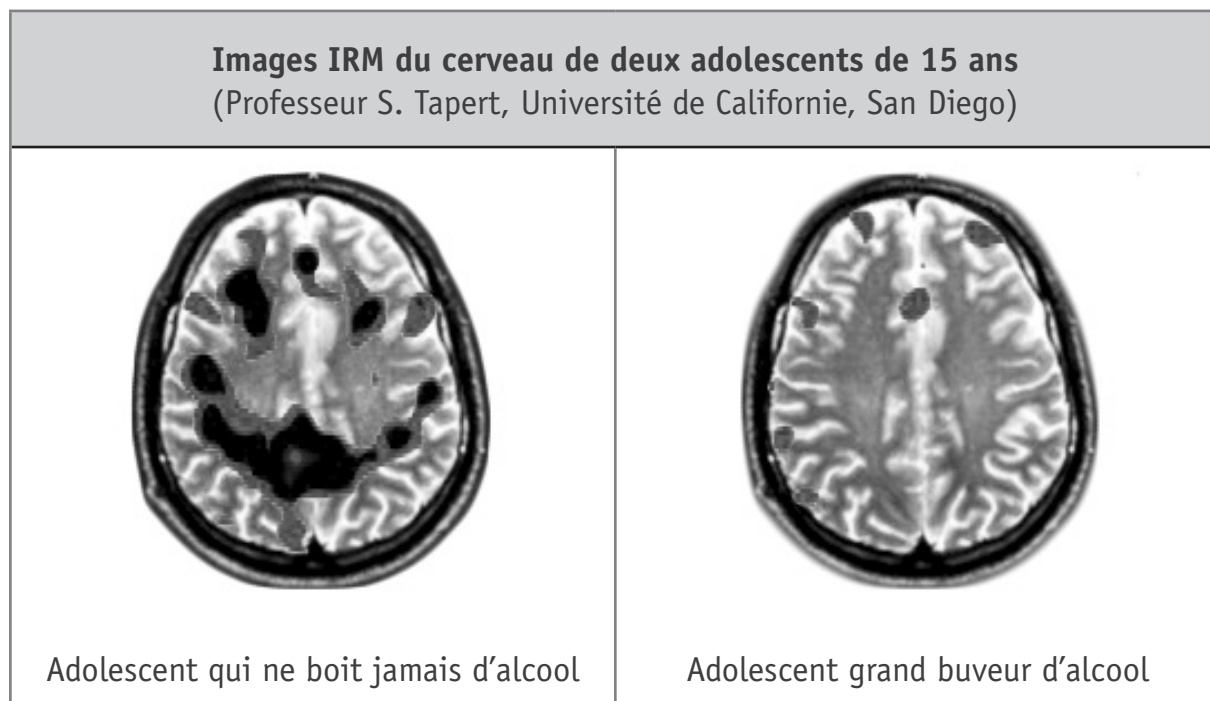 Images IRM du cerveau de deux adolescents de 15 ans
(Professeur S. Tapert, Université de Californie, San Diego)
Adolescent qui ne boit jamais d’alcool
Adolescent grand buveur d’alcool